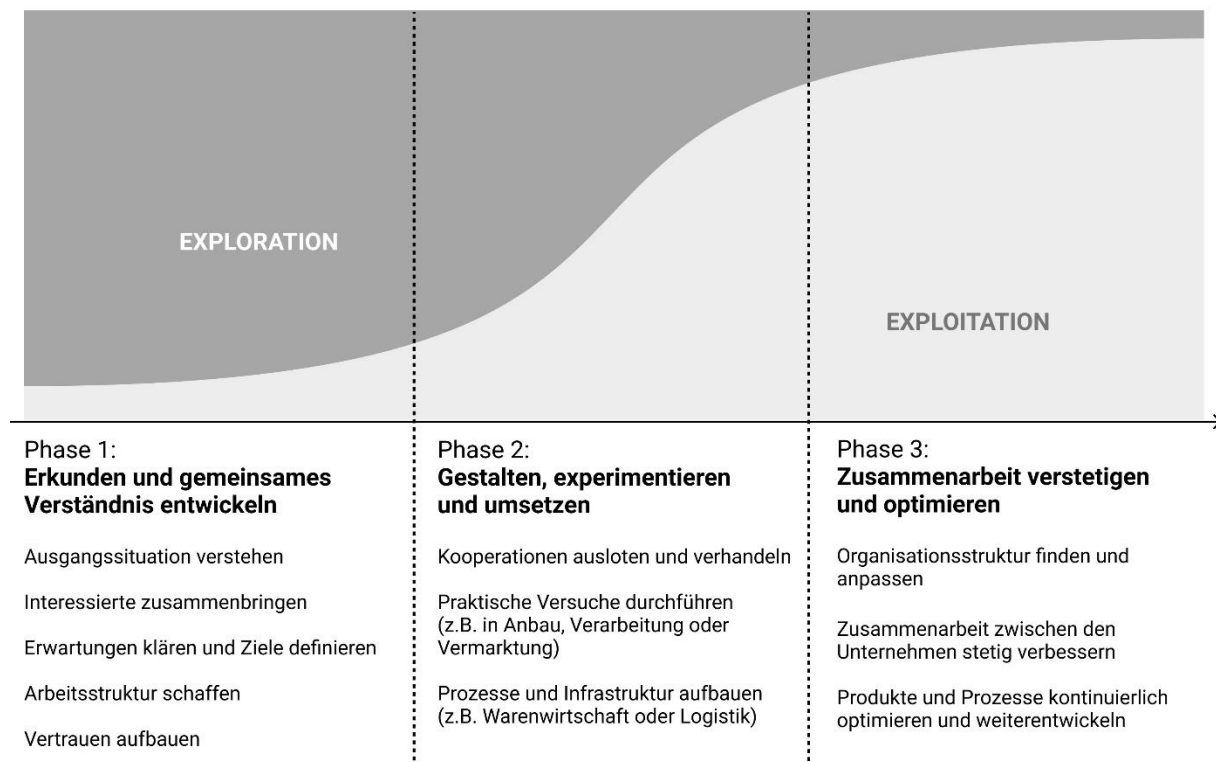 EXPLORATION
EXPLOITATION
Phase 1:
Erkunden und gemeinsames
Verständnis entwickeln
Ausgangssituation verstehen
Interessierte zusammenbringen
Erwartungen klären und Ziele definieren
Arbeitsstruktur schaffen
Vertrauen aufbauen
Phase 2:
Gestalten, experimentieren
und umsetzen
Kooperationen ausloten und verhandeln
Praktische Versuche durchführen
(z.B. in Anbau, Verarbeitung oder
Vermarktung)
Prozesse und Infrastruktur aufbauen
(z.B. Warenwirtschaft oder Logistik)
Phase 3:
Zusammenarbeit verstetigen
und optimieren
Organisationsstruktur finden und
anpassen
Zusammenarbeit zwischen den
Unternehmen stetig verbessern
Produkte und Prozesse kontinuierlich
optimieren und weiterentwickeln